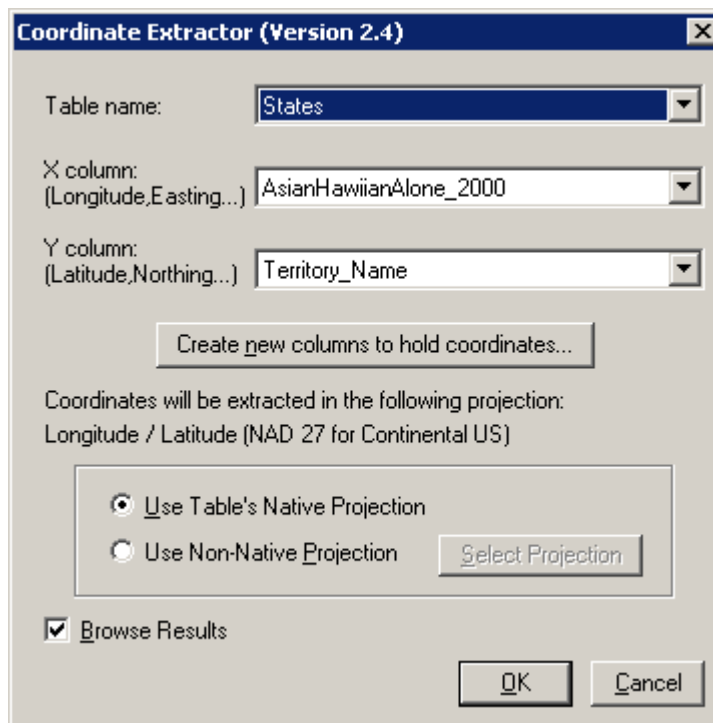 Coordinate Extractor (Version 2.4)
Table name:
States
X column:
(Longitude,Easting...)
AsianHawiianAlone_2000
Y column:
(Latitude,Northing...)
Territory_Name
Create new columns to hold coordinates...
Coordinates will be extracted in the following projection:
Longitude / Latitude (NAD 27 for Continental US)
Use Table's Native Projection
Use Non-Native Projection
Select Projection
Browse Results
OK
Cancel